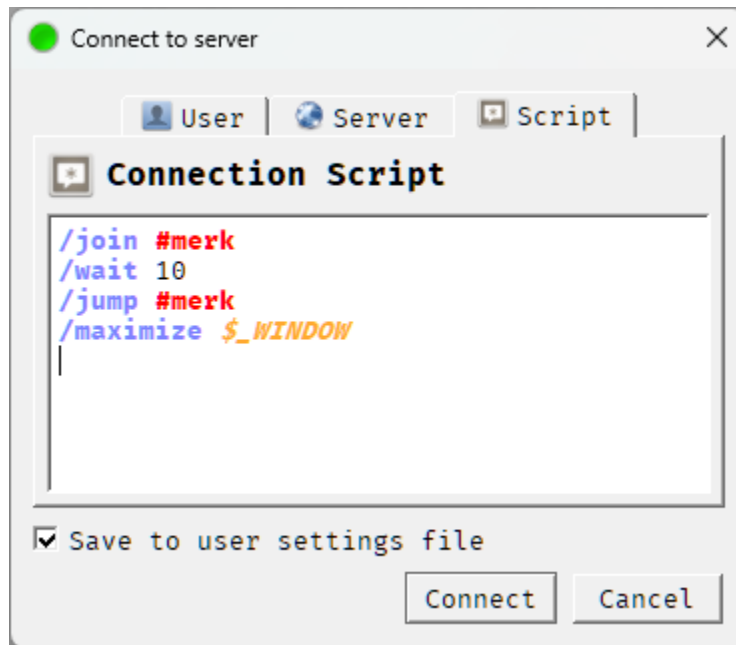 Connect to server
User Server Script
Connection Script
/join #merk
/wait 10
/jump #merk
/maximize $_WINDOW
Save to user settings file
Connect Cancel